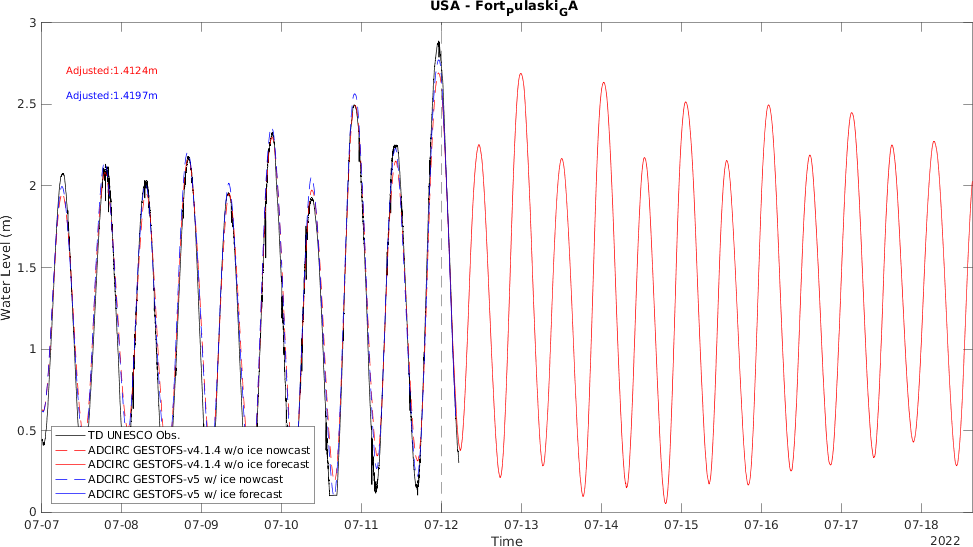 USA - FortPulaskiGA
3
Adjusted:1.4124m
Adjusted:1.4197m
2.5
2
1.5
1
0.5
0
Water Level (m)
TD UNESCO Obs.
ADCIRC GESTOFS-v4.1.4 w/o ice nowcast
ADCIRC GESTOFS-v4.1.4 w/o ice forecast
ADCIRC GESTOFS-v5 w/ ice nowcast
ADCIRC GESTOFS-v5 w/ ice forecast
07-07 07-08 07-09 07-10 07-11 07-12 07-13 07-14 07-15 07-16 07-17 07-18
Time
2022